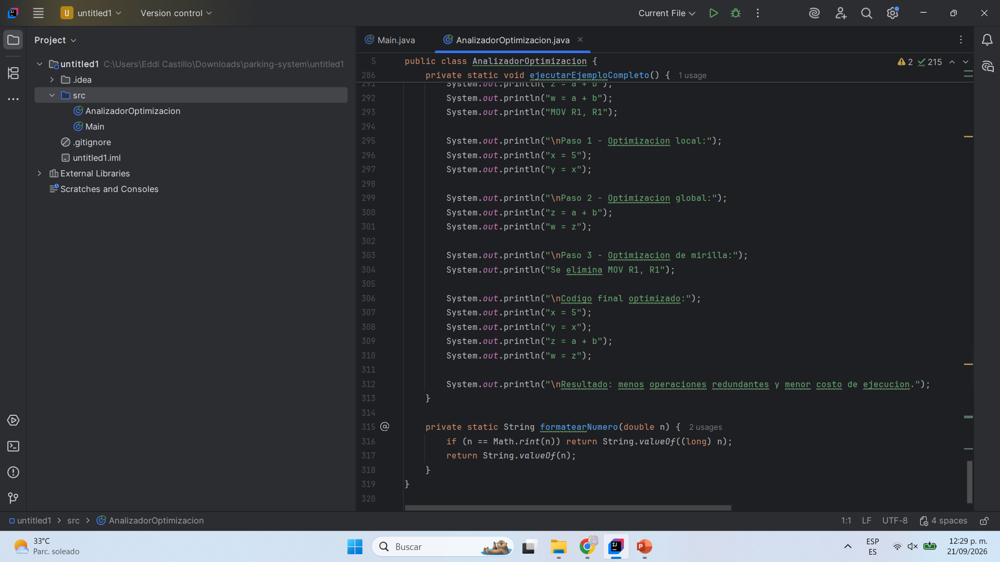 U untitled1
Version control
Current File
Project
Main.java
AnalizadorOptimizacion.java
untitled1 C:\Users\Eddi Castillo\Downloads\parking-system\untitled1
.idea
src
AnalizadorOptimizacion
Main
.gitignore
untitled1.iml
External Libraries
Scratches and Consoles
2 215
5 public class AnalizadorOptimizacion {
286 private static void ejecutarEjemploCompleto() { 1 usage
291 System.out.println("z = a + b");
292 System.out.println("w = a + b");
293 System.out.println("MOV R1, R1");
294
295 System.out.println("\nPaso 1 - Optimizacion local:");
296 System.out.println("x = 5");
297 System.out.println("y = x");
298
299 System.out.println("\nPaso 2 - Optimizacion global:");
300 System.out.println("z = a + b");
301 System.out.println("w = z");
302
303 System.out.println("\nPaso 3 - Optimizacion de mirilla:");
304 System.out.println("Se elimina MOV R1, R1");
305
306 System.out.println("\nCodigo final optimizado:");
307 System.out.println("x = 5");
308 System.out.println("y = x");
309 System.out.println("z = a + b");
310 System.out.println("w = z");
311
312 System.out.println("\nResultado: menos operaciones redundantes y menor costo de ejecucion.");
313 }
314
315 private static String formatearNumero(double n) { 2 usages
316 if (n == Math.rint(n)) return String.valueOf((long) n);
317 return String.valueOf(n);
318 }
319 }
320
untitled1 > src > AnalizadorOptimizacion
1:1 LF UTF-8 4 spaces
33°C
Parc. soleado
Buscar
ESP
ES
12:29 p. m.
21/09/2026